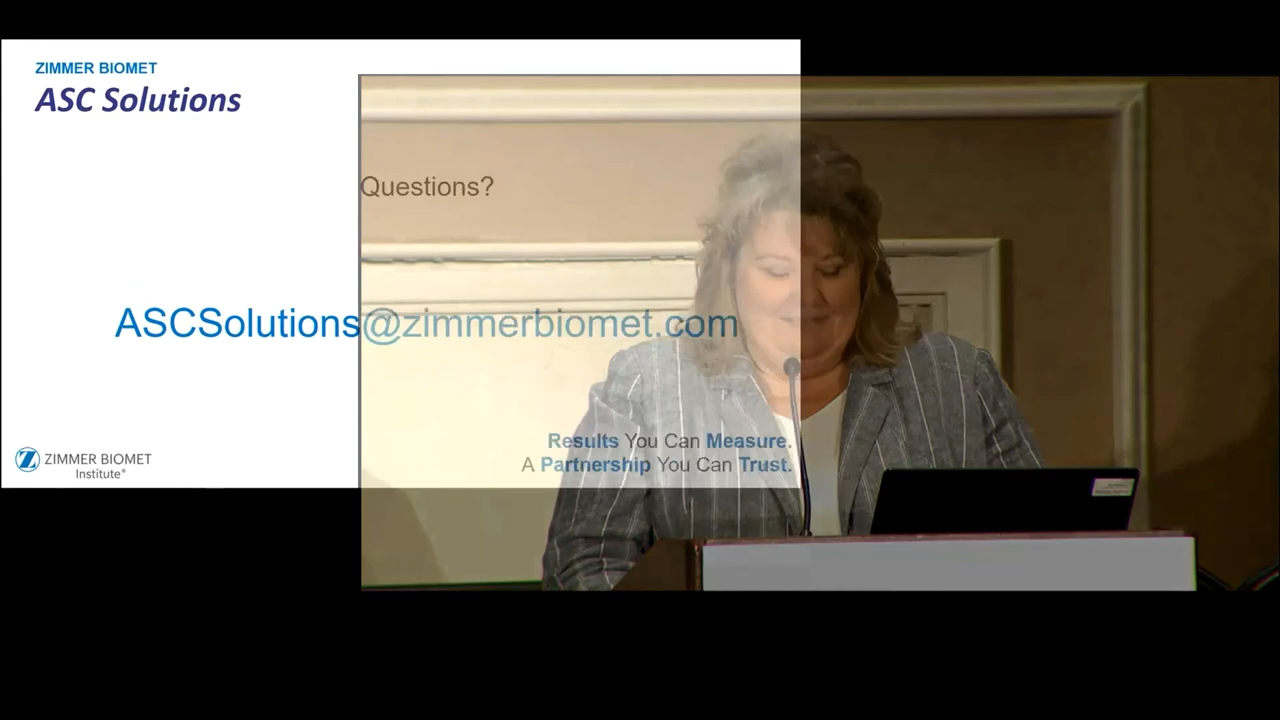 ZIMMER BIOMET
ASC Solutions
Questions?
ASCSolutions@zimmerbiomet.com
Results You Can Measure.
A Partnership You Can Trust.
ZIMMER BIOMET
Institute®